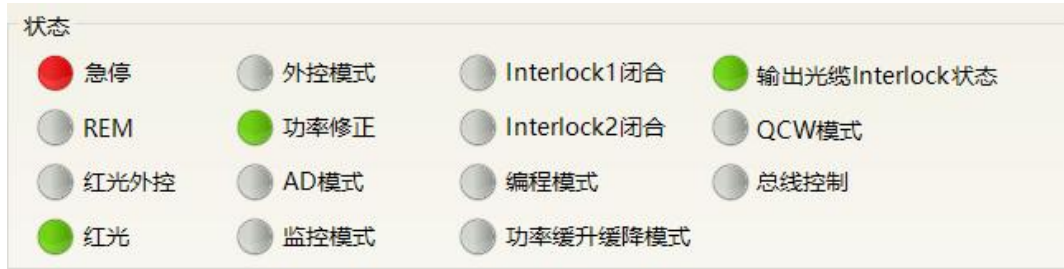 状态
急停 外控模式 Interlock1闭合 输出光缆Interlock状态
REM 功率修正 Interlock2闭合 QCW模式
红光外控 AD模式 编程模式 总线控制
红光 监控模式 功率缓升缓降模式